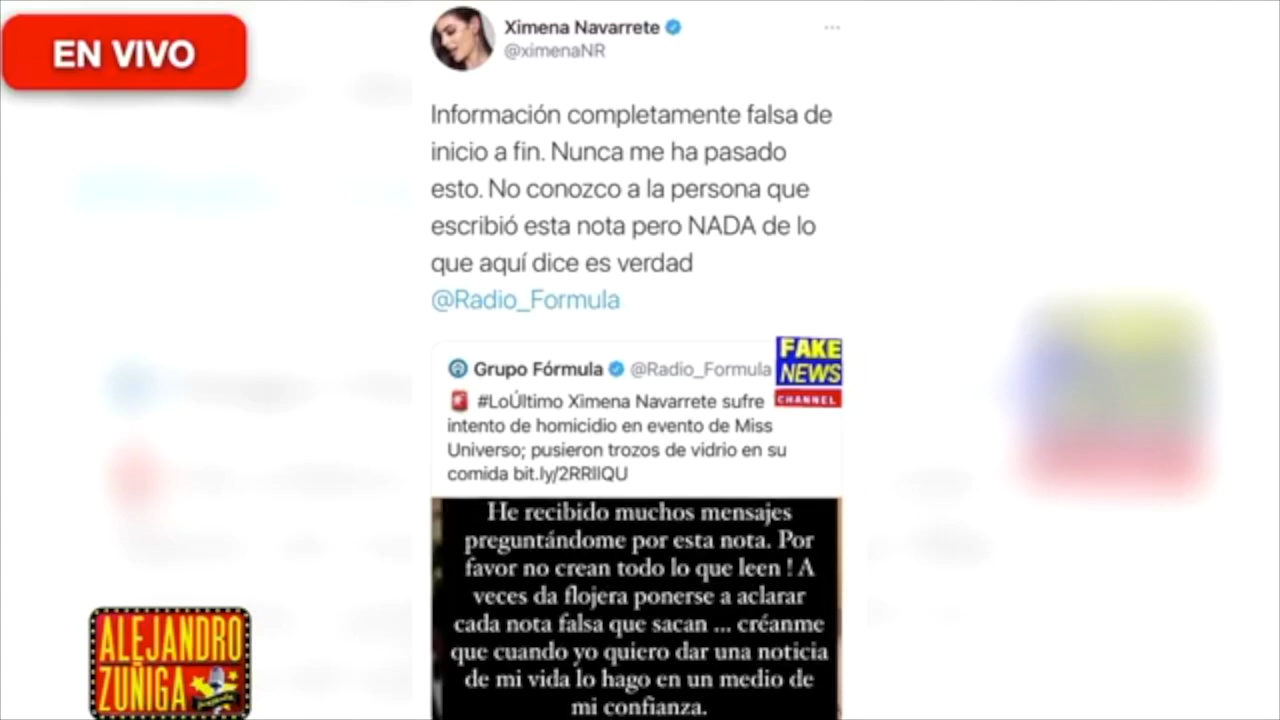 EN VIVO
Ximena Navarrete
@ximenaNR
Información completamente falsa de
inicio a fin. Nunca me ha pasado
esto. No conozco a la persona que
escribió esta nota pero NADA de lo
que aquí dice es verdad
@Radio_Formula
Grupo Fórmula @Radio_Formula
#LoÚltimo Ximena Navarrete sufre
intento de homicidio en evento de Miss
Universo; pusieron trozos de vidrio en su
comida bit.ly/2RRllQU
FAKE
NEWS
CHANNEL
He recibido muchos mensajes
preguntándome por esta nota. Por
favor no crean todo lo que leen ! A
veces da flojera ponerse a aclarar
cada nota falsa que sacan ... créanme
que cuando yo quiero dar una noticia
de mi vida lo hago en un medio de
mi confianza.
ALEJANDRO
ZUÑIGA